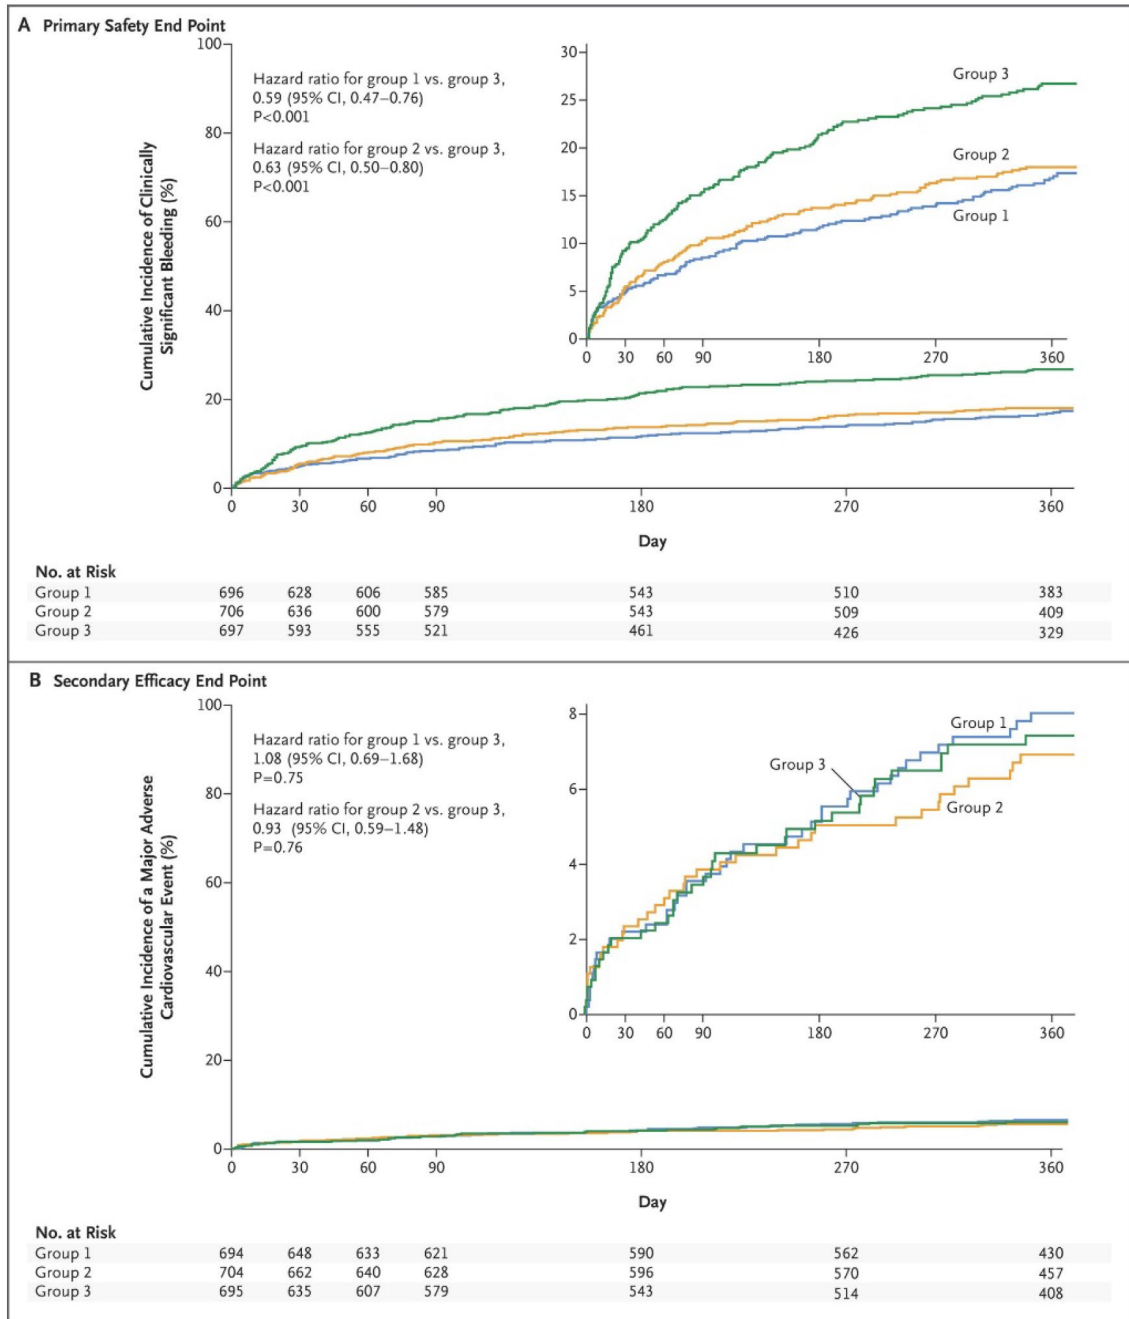 A Primary Safety End Point
Cumulative Incidence of Clinically
Significant Bleeding (%)
100
80
60
40
20
0
Hazard ratio for group 1 vs. group 3,
0.59 (95% CI, 0.47–0.76)
P<0.001
Hazard ratio for group 2 vs. group 3,
0.63 (95% CI, 0.50–0.80)
P<0.001
30
25
20
15
10
5
0
Group 3
Group 2
Group 1
0 30 60 90 180 270 360
0 30 60 90 180 270 360
Day
No. at Risk
Group 1 696 628 606 585 543 510 383
Group 2 706 636 600 579 543 509 409
Group 3 697 593 555 521 461 426 329
B Secondary Efficacy End Point
Cumulative Incidence of a Major Adverse
Cardiovascular Event (%)
100
80
60
40
20
0
Hazard ratio for group 1 vs. group 3,
1.08 (95% CI, 0.69–1.68)
P=0.75
Hazard ratio for group 2 vs. group 3,
0.93 (95% CI, 0.59–1.48)
P=0.76
8
6
4
2
0
Group 1
Group 3
Group 2
0 30 60 90 180 270 360
0 30 60 90 180 270 360
Day
No. at Risk
Group 1 694 648 633 621 590 562 430
Group 2 704 662 640 628 596 570 457
Group 3 695 635 607 579 543 514 408